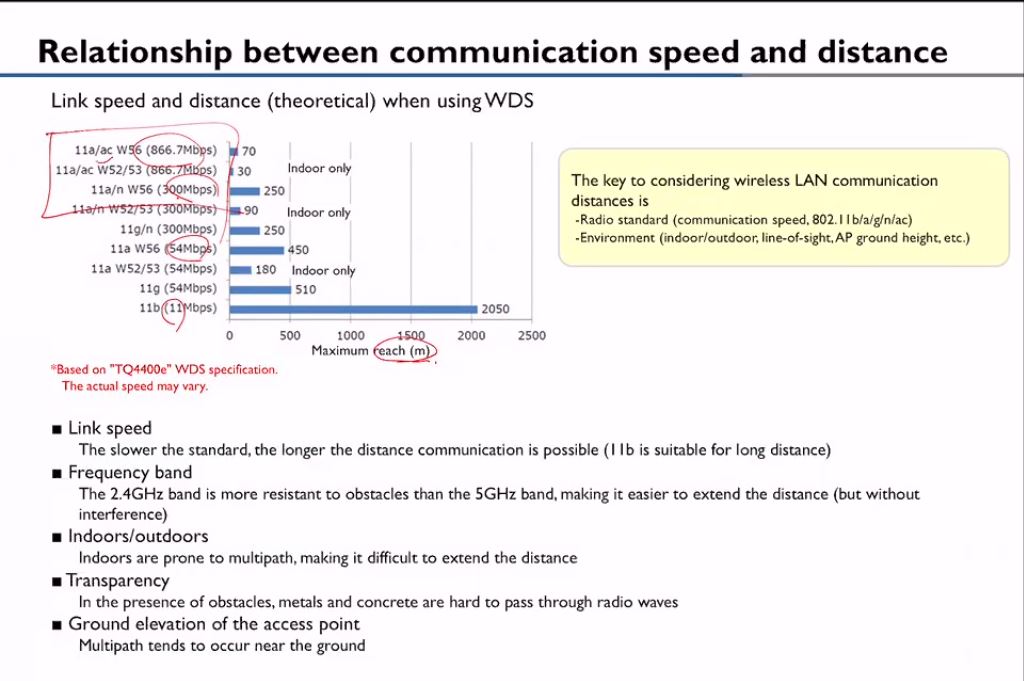 Relationship between communication speed and distance
Link speed and distance (theoretical) when using WDS
11a/ac W56 (866.7Mbps) 70
11a/ac W52/53 (866.7Mbps) 30 Indoor only
11a/n W56 (300Mbps) 250
11a/n W52/53 (300Mbps) 90 Indoor only
11g/n (300Mbps) 250
11a W56 (54Mbps) 450
11a W52/53 (54Mbps) 180 Indoor only
11g (54Mbps) 510
11b (11Mbps) 2050
0 500 1000 1500 2000 2500
Maximum reach (m)
*Based on "TQ4400e" WDS specification.
The actual speed may vary.
The key to considering wireless LAN communication
distances is
-Radio standard (communication speed, 802.11b/a/g/n/ac)
-Environment (indoor/outdoor, line-of-sight, AP ground height, etc.)
■ Link speed
The slower the standard, the longer the distance communication is possible (11b is suitable for long distance)
■ Frequency band
The 2.4GHz band is more resistant to obstacles than the 5GHz band, making it easier to extend the distance (but without
interference)
■ Indoors/outdoors
Indoors are prone to multipath, making it difficult to extend the distance
■ Transparency
In the presence of obstacles, metals and concrete are hard to pass through radio waves
■ Ground elevation of the access point
Multipath tends to occur near the ground